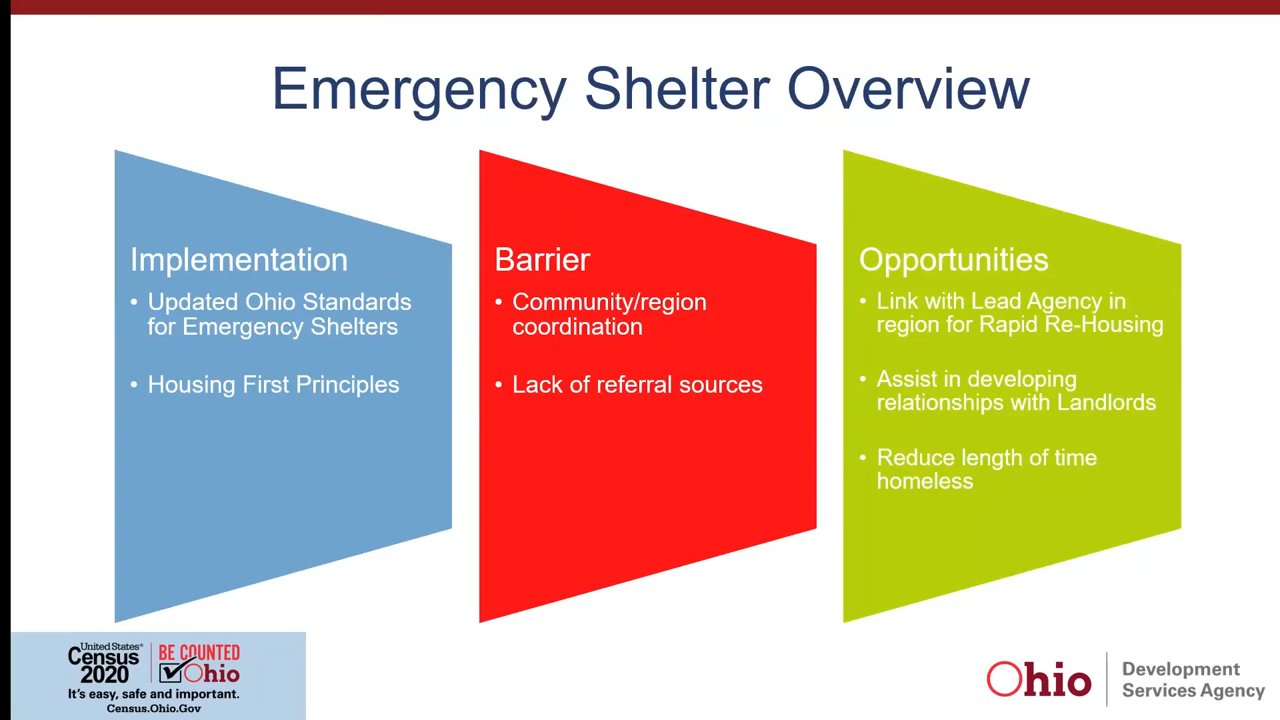 Emergency Shelter Overview
Implementation
• Updated Ohio Standards
for Emergency Shelters
• Housing First Principles
Barrier
• Community/region
coordination
• Lack of referral sources
Opportunities
• Link with Lead Agency in
region for Rapid Re-Housing
• Assist in developing
relationships with Landlords
• Reduce length of time
homeless
United States®
Census
2020
BE COUNTED
Ohio
It's easy, safe and important.
Census.Ohio.Gov
Ohio
Development
Services Agency